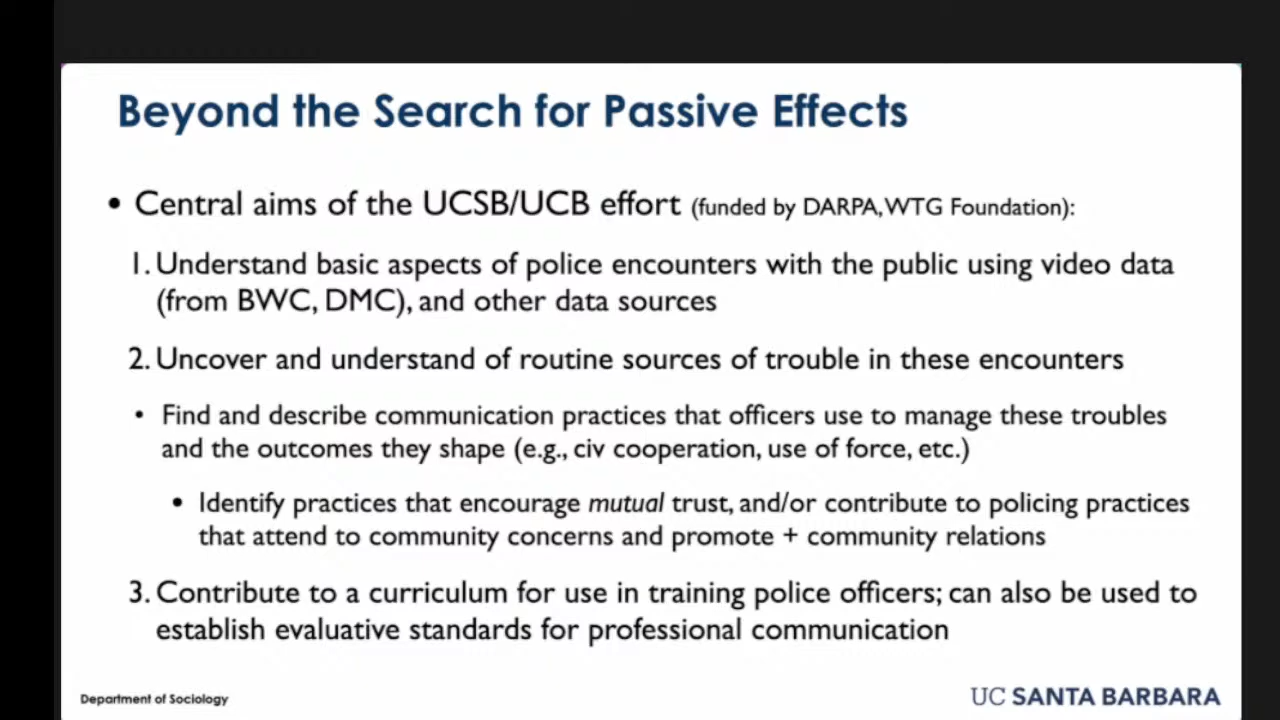 Beyond the Search for Passive Effects
• Central aims of the UCSB/UCB effort (funded by DARPA, WTG Foundation):
1. Understand basic aspects of police encounters with the public using video data
(from BWC, DMC), and other data sources
2. Uncover and understand of routine sources of trouble in these encounters
• Find and describe communication practices that officers use to manage these troubles
and the outcomes they shape (e.g., civ cooperation, use of force, etc.)
• Identify practices that encourage mutual trust, and/or contribute to policing practices
that attend to community concerns and promote + community relations
3. Contribute to a curriculum for use in training police officers; can also be used to
establish evaluative standards for professional communication
Department of Sociology
UC SANTA BARBARA